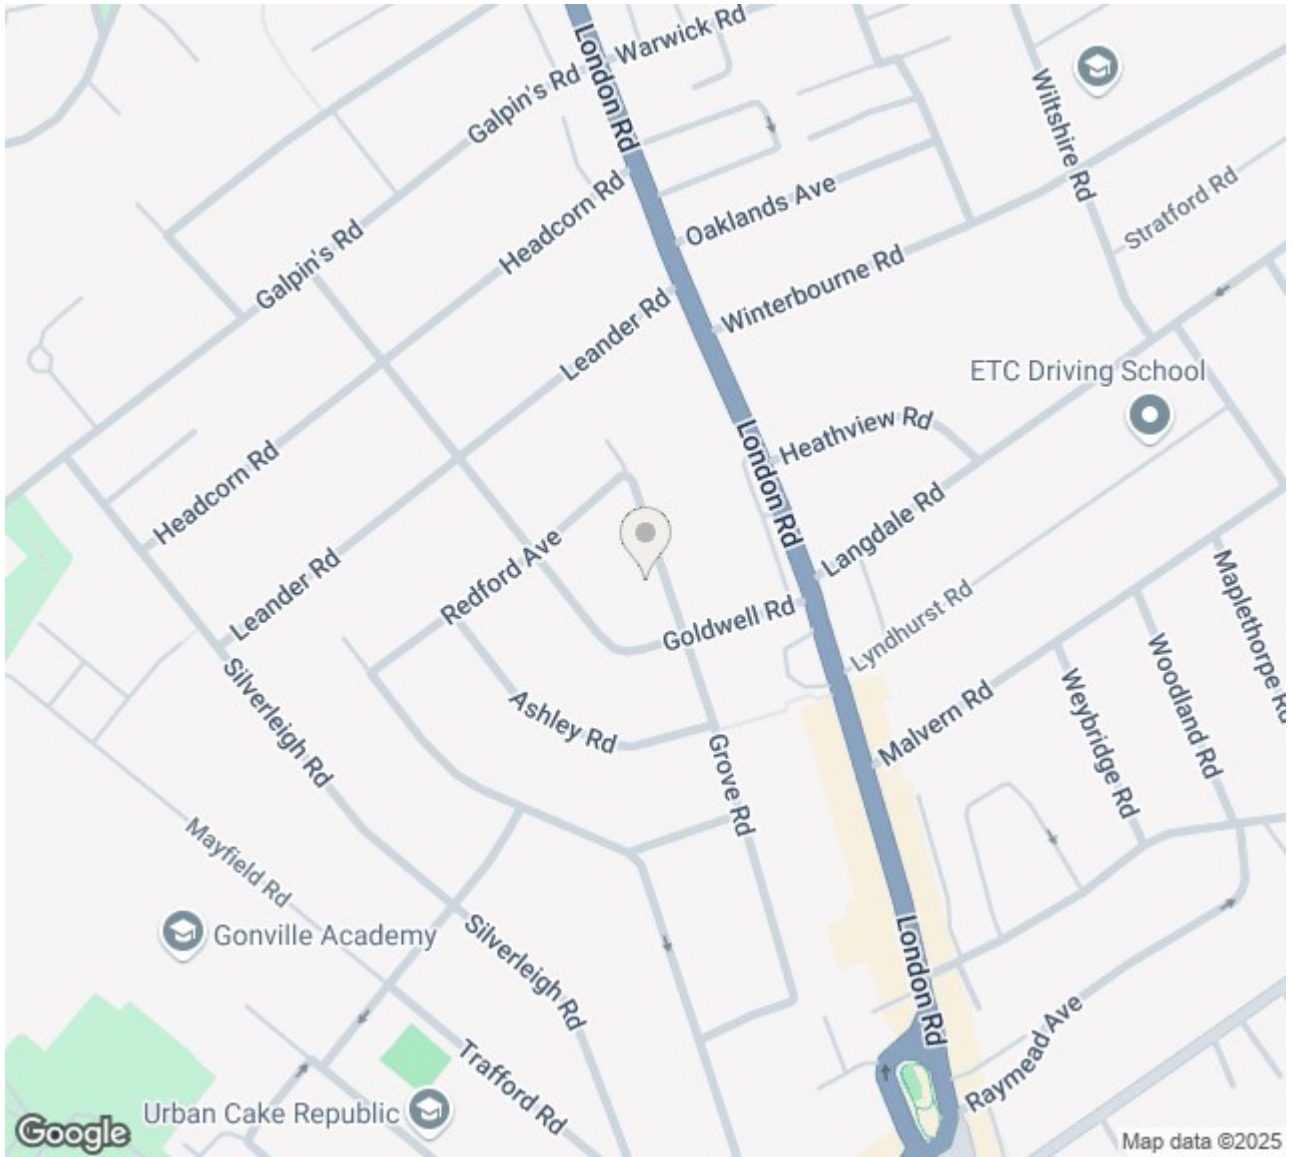 London Rd
Warwick Rd
Galpin's Rd
Wiltshire Rd
Headcorn Rd
Oaklands Ave
Stratford Rd
Galpin's Rd
Winterbourne Rd
Leander Rd
ETC Driving School
Heathview Rd
London Rd
Headcorn Rd
Langdale Rd
Redford Ave
Leander Rd
Goldwell Rd
Lyndhurst Rd
Maplethorpe Rd
Woodland Rd
Silverleigh Rd
Ashley Rd
Malvern Rd
Weybridge Rd
Grove Rd
Mayfield Rd
Gonville Academy
Silverleigh Rd
London Rd
Raymead Ave
Trafford Rd
Urban Cake Republic
Google
Map data ©2025